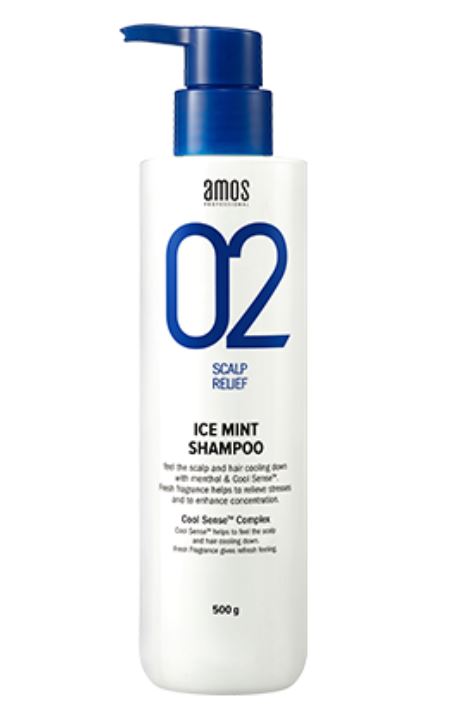 amos
PROFESSIONAL
02
SCALP
RELIEF
ICE MINT
SHAMPOO
feel the scalp and hair cooling down
with menthol & Cool Sense™.
Fresh fragrance helps to relieve stresses
and to enhance concentration.
Cool Sense™ Complex
Cool Sense™ helps to feel the scalp
and hair cooling down.
Fresh Fragrance gives refresh feeling.
500 g